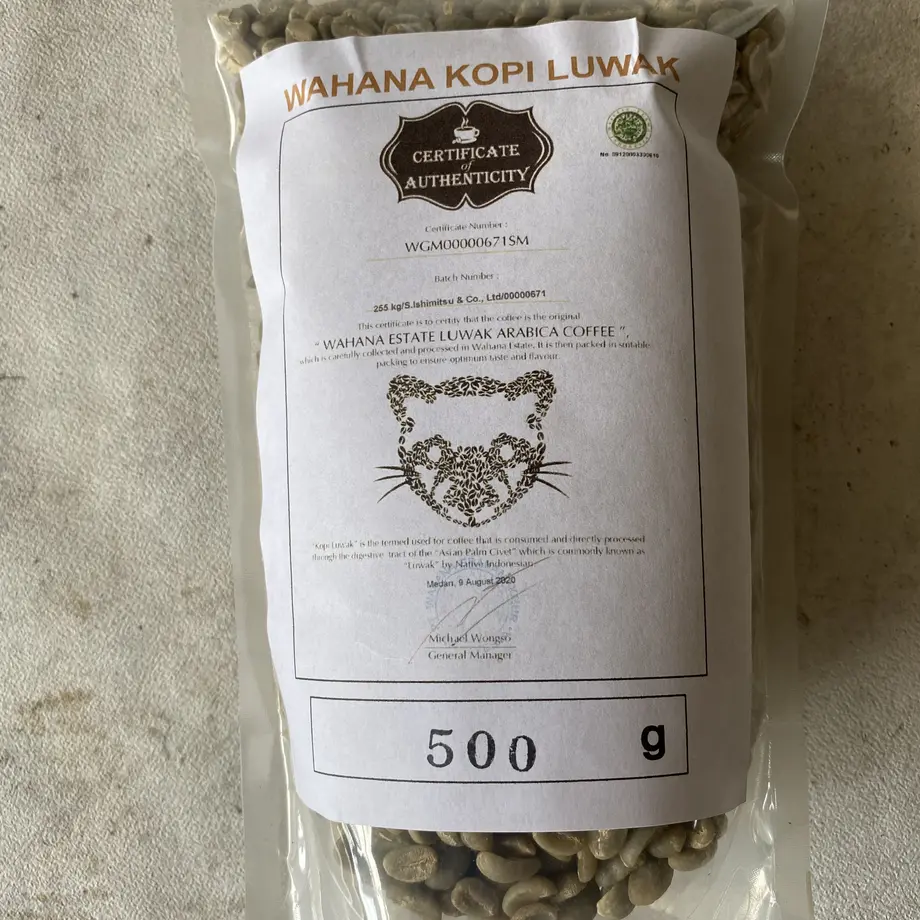 WAHANA KOPI LUWAK
CERTIFICATE
of
AUTHENTICITY
Certificate Number :
WGM00000671SM
Batch Number :
255 kg/S.Ishimitsu & Co., Ltd/00000671
This certificate is to certify that the coffee is the original
" WAHANA ESTATE LUWAK ARABICA COFFEE ",
which is carefully collected and processed in Wahana Estate. It is then packed in suitable
packing to ensure optimum taste and flavour.
"Kopi Luwak" is the termed used for coffee that is consumed and directly processed
through the digestive tract of the "Asian Palm Civet" which is commonly known as
"Luwak" by Native Indonesian.
Medan, 9 August 2020
Michael Wongso
General Manager
500 g